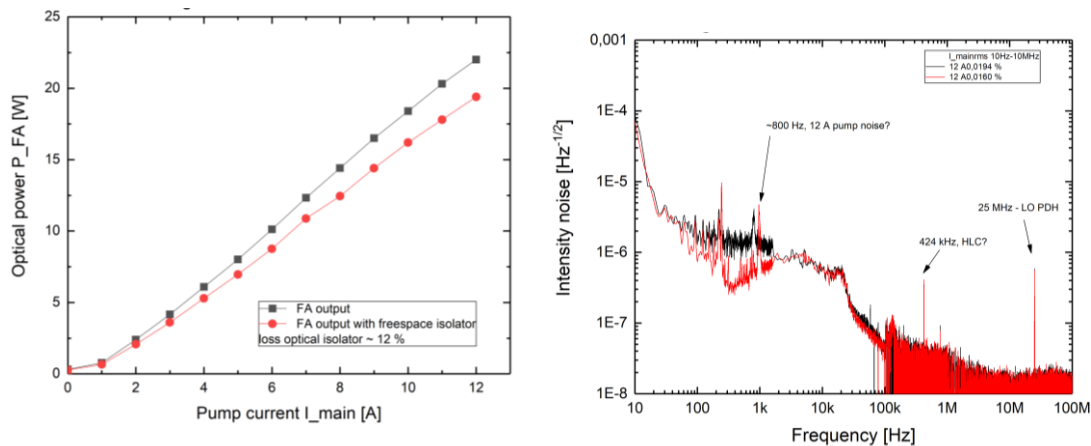 25
20
15
10
5
0
0 2 4 6 8 10 12
Optical power P_FA [W]
Pump current I_main [A]
FA output
FA output with freespace isolator
loss optical isolator ~ 12 %
0,001
1E-4
1E-5
1E-6
1E-7
1E-8
10 100 1k 10k 100k 1M 10M 100M
Intensity noise [Hz^-1/2]
Frequency [Hz]
I_mainrms 10Hz-10MHz
12 A0,0194 %
12 A0,0160 %
~800 Hz, 12 A pump noise?
25 MHz - LO PDH
424 kHz, HLC?